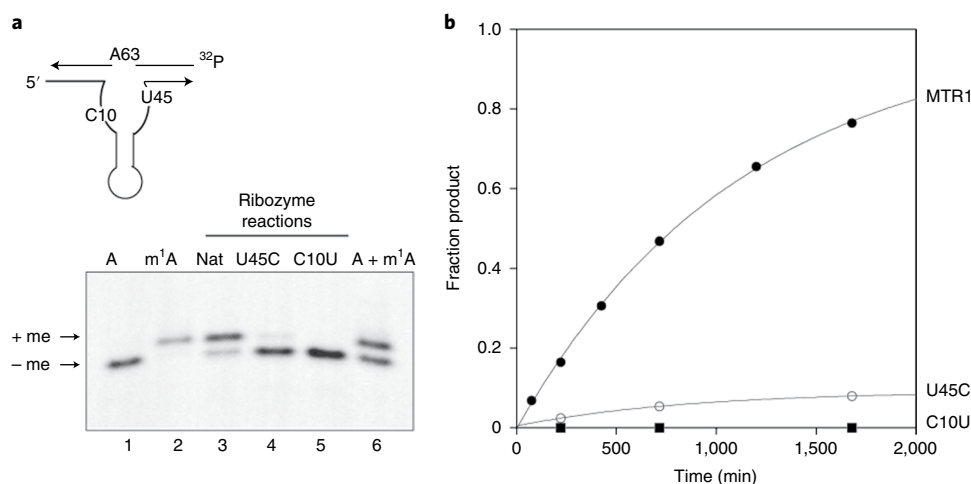 a
A63
32P
5′
U45
C10
Ribozyme
reactions
A m1A Nat U45C C10U A + m1A
+ me →
– me →
1 2 3 4 5 6
b
1.0
0.8
0.6
0.4
0.2
0
Fraction product
0 500 1,000 1,500 2,000
Time (min)
MTR1
U45C
C10U